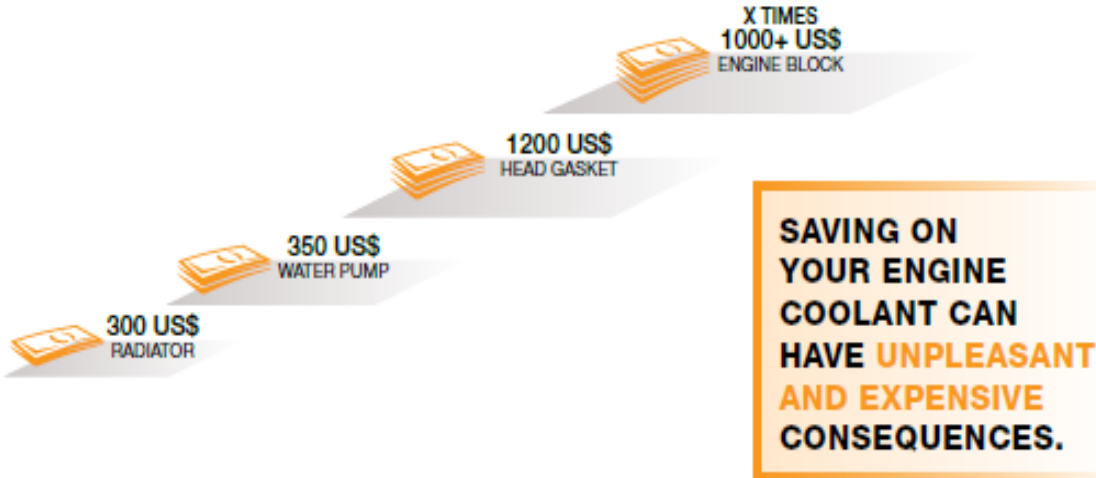 X TIMES
1000+ US$
ENGINE BLOCK
1200 US$
HEAD GASKET
350 US$
WATER PUMP
300 US$
RADIATOR
SAVING ON
YOUR ENGINE
COOLANT CAN
HAVE UNPLEASANT
AND EXPENSIVE
CONSEQUENCES.